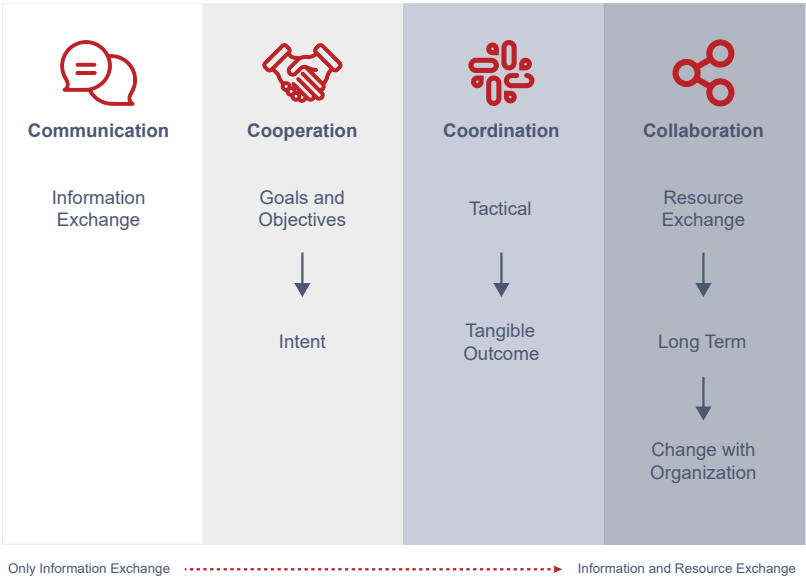 Communication
Information
Exchange
Cooperation
Goals and
Objectives
Intent
Coordination
Tactical
Tangible
Outcome
Collaboration
Resource
Exchange
Long Term
Change with
Organization
Only Information Exchange
Information and Resource Exchange